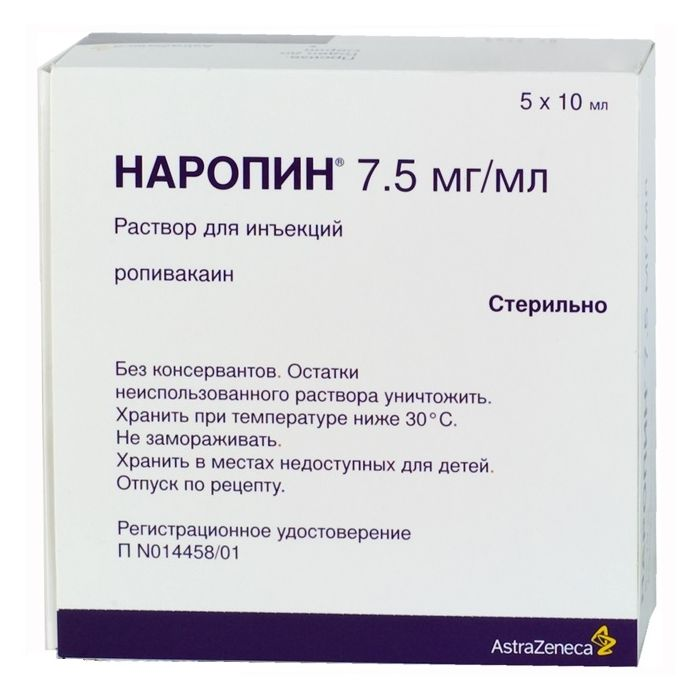 AstraZeneca
5 x 10 мл
НАРОПИН® 7.5 мг/мл
Раствор для инъекций
ропивакаин
Стерильно
Без консервантов. Остатки
неиспользованного раствора уничтожить.
Хранить при температуре ниже 30°С.
Не замораживать.
Хранить в местах недоступных для детей.
Отпуск по рецепту.
Регистрационное удостоверение
П N014458/01
AstraZeneca